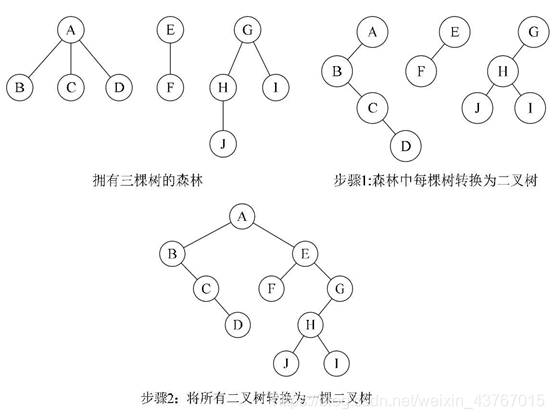 A E G
B C D F H I
J
拥有三棵树的森林
A E G
B F H
C J I
D
步骤1:森林中每棵树转换为二叉树
A
B E
C F G
D H
J I
步骤2：将所有二叉树转换为一棵二叉树
https://blog.csdn.net/weixin_43767015